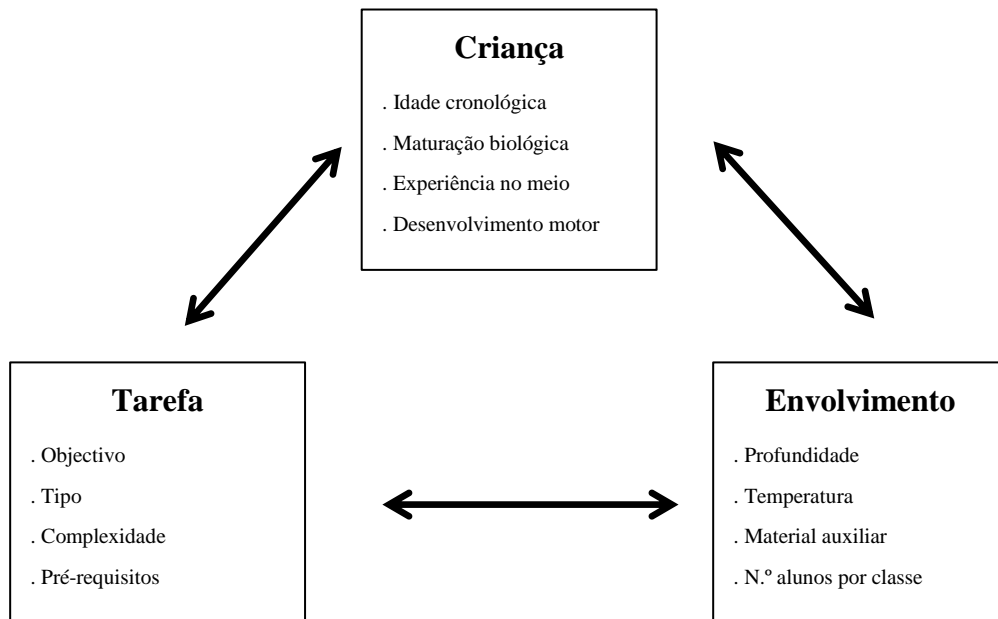 Criança
. Idade cronológica
. Maturação biológica
. Experiência no meio
. Desenvolvimento motor
Tarefa
. Objectivo
. Tipo
. Complexidade
. Pré-requisitos
Envolvimento
. Profundidade
. Temperatura
. Material auxiliar
. N.º alunos por classe